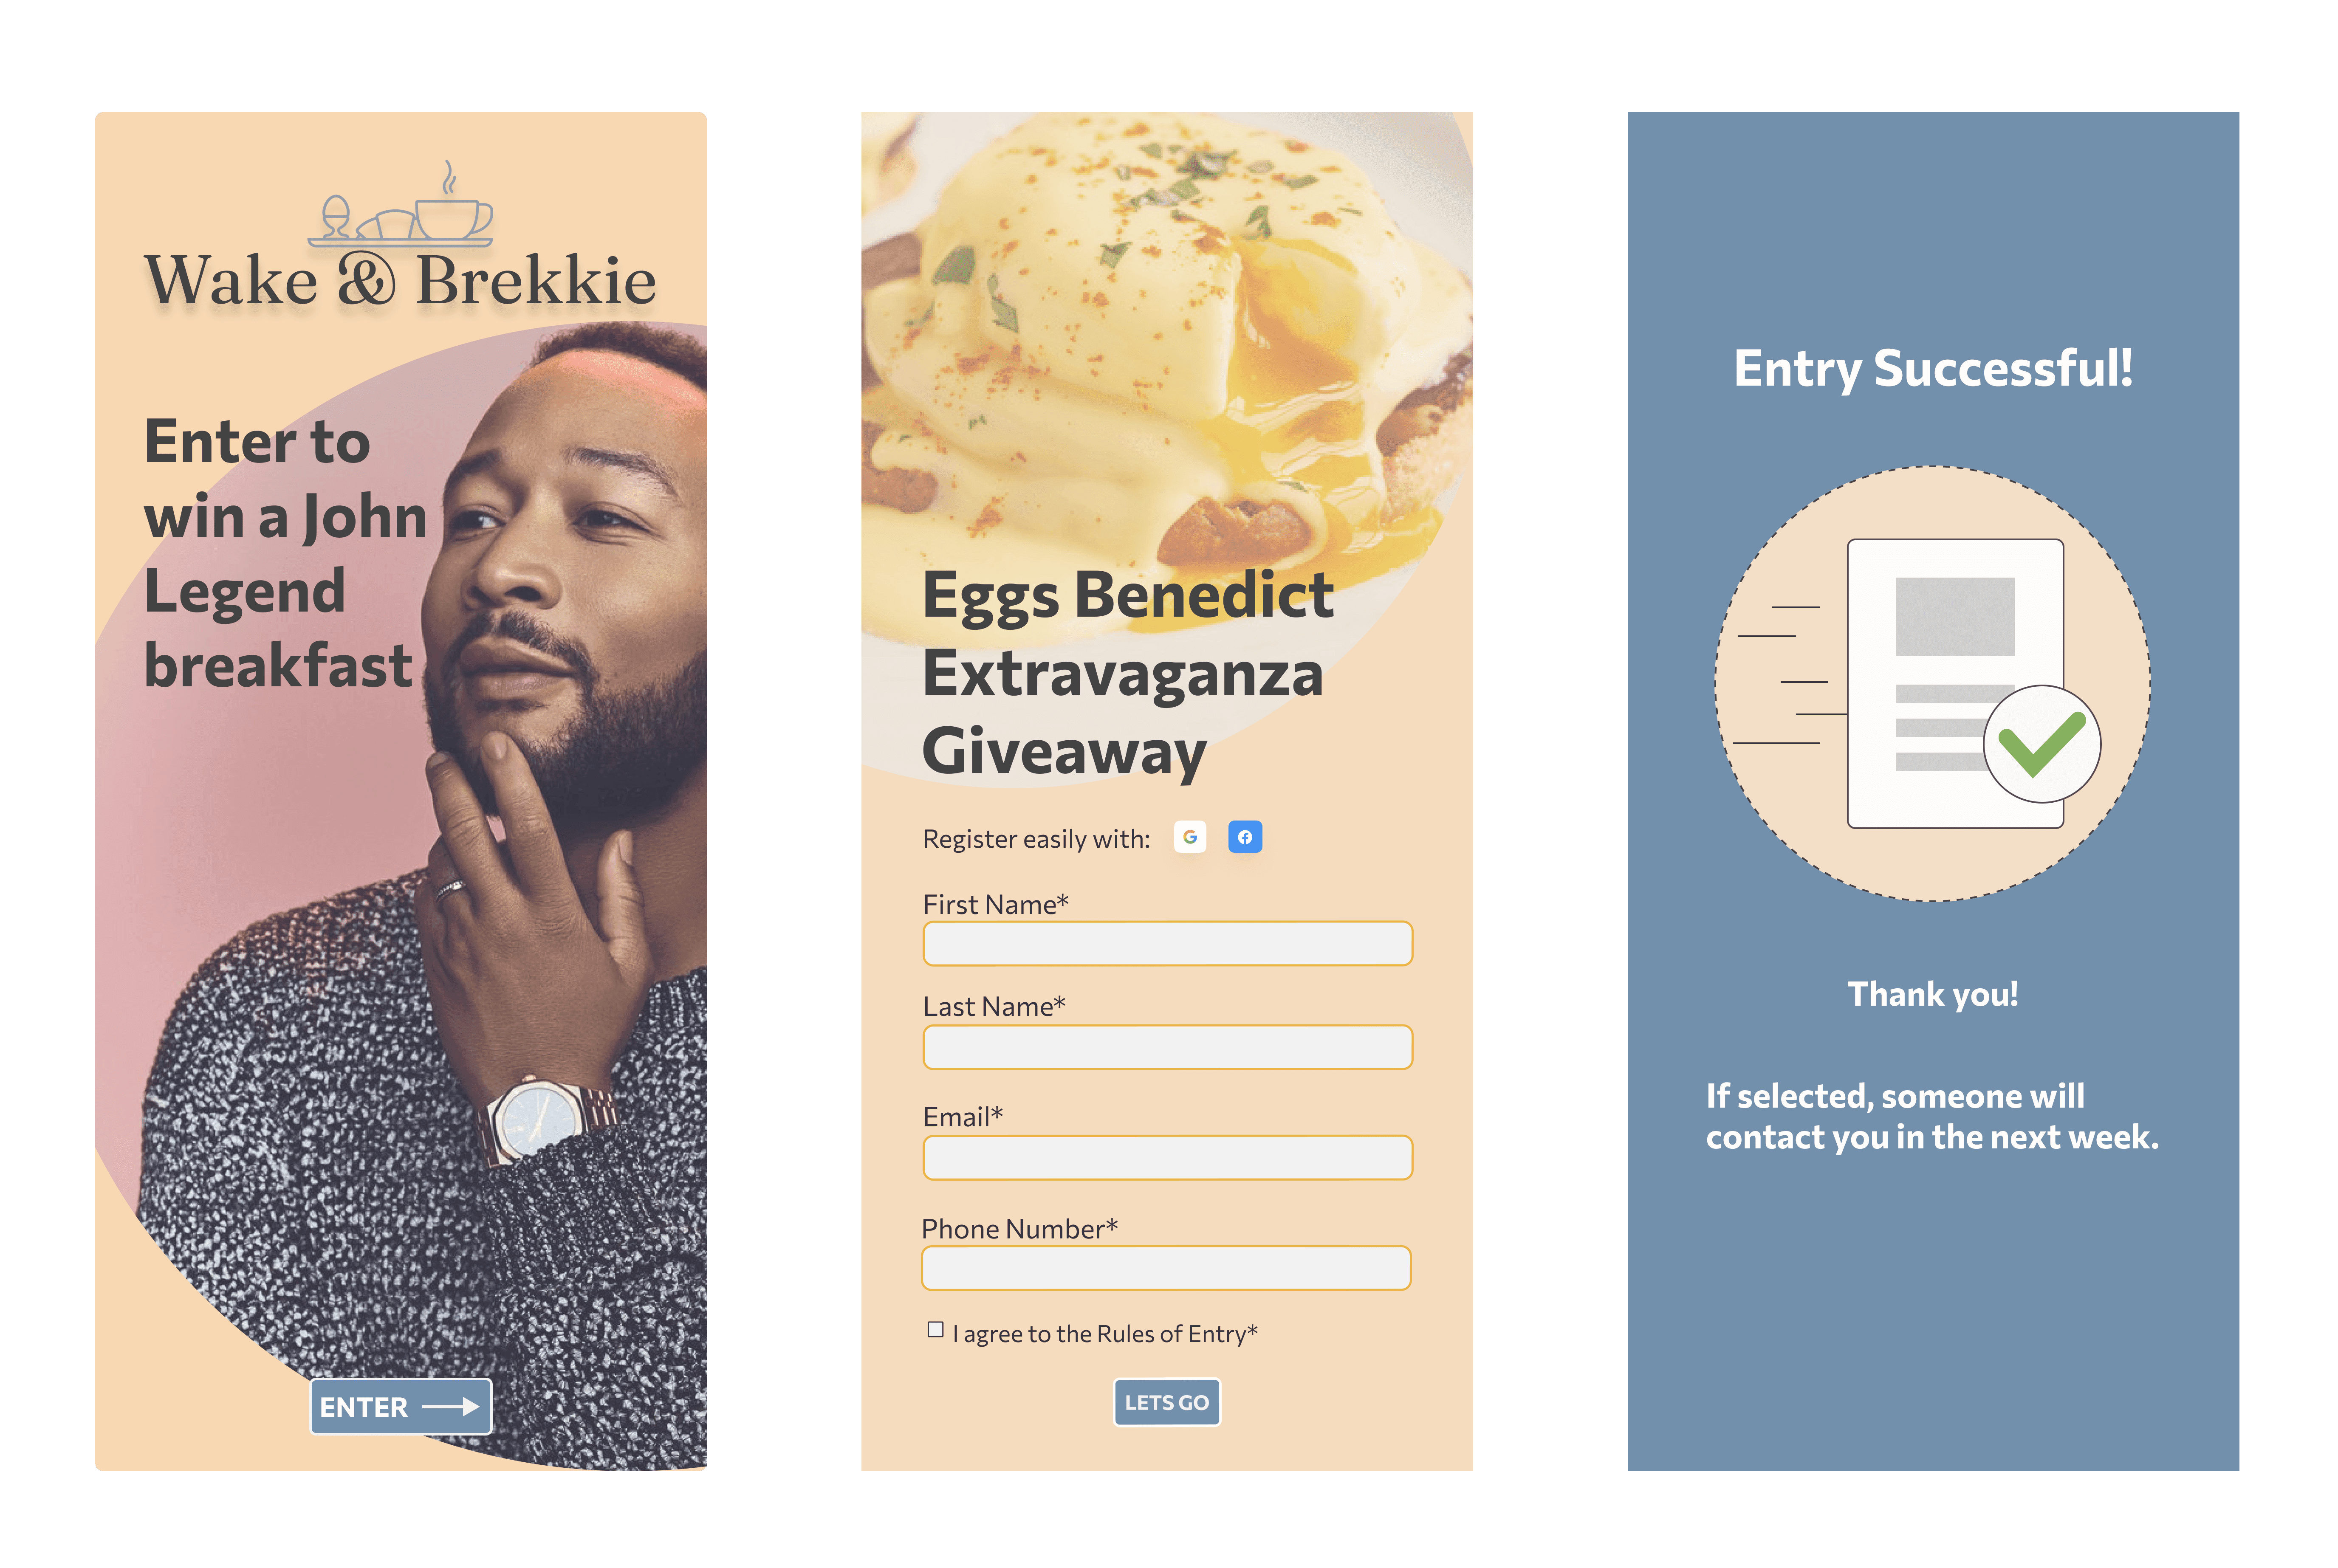 Wake & Brekkie
Enter to
win a John
Legend
breakfast
ENTER
Eggs Benedict
Extravaganza
Giveaway
Register easily with:
First Name*
Last Name*
Email*
Phone Number*
I agree to the Rules of Entry*
LETS GO
Entry Successful!
Thank you!
If selected, someone will
contact you in the next week.